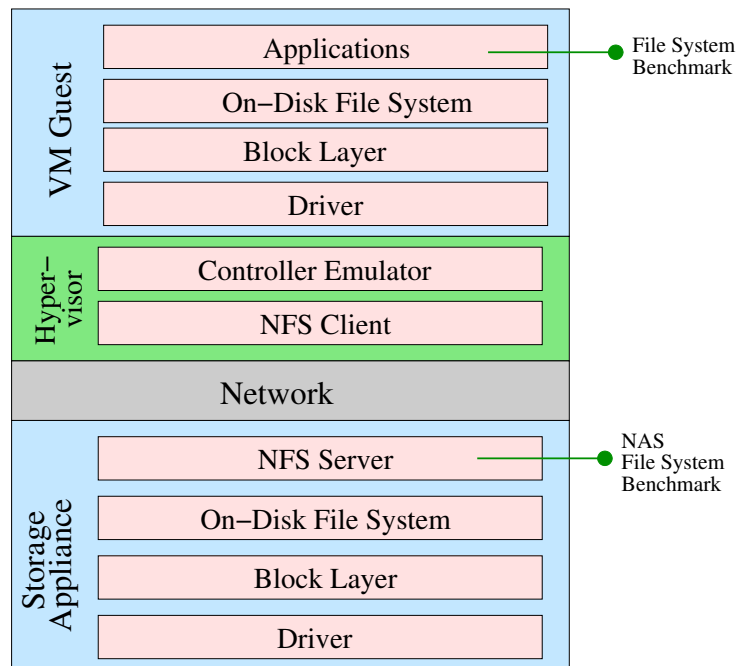 VM Guest
Applications
On−Disk File System
Block Layer
Driver
File System
Benchmark
Hyper−
visor
Controller Emulator
NFS Client
Network
Storage
Appliance
NFS Server
On−Disk File System
Block Layer
Driver
NAS
File System
Benchmark